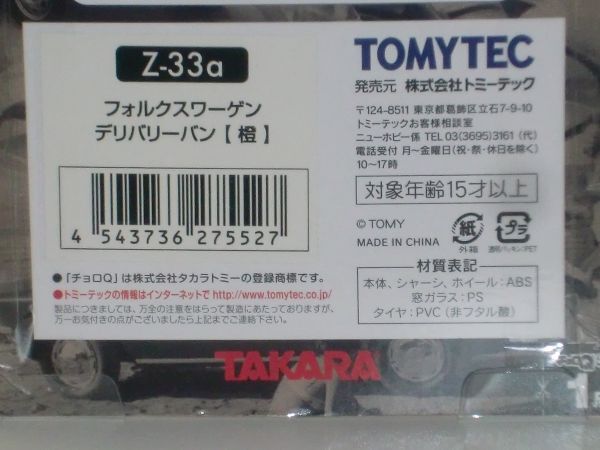 Z-33a
フォルクスワーゲン
デリバリーバン【 橙 】
4 543736 275527
TOMYTEC
発売元 株式会社トミーテック
〒124-8511 東京都葛飾区立石7-9-10
トミーテックお客様相談室
ニューホビー係 TEL 03(3695)3161 (代)
電話受付 月~金曜日(祝・祭・休日を除く)
10~17時
対象年齢15才以上
© TOMY
MADE IN CHINA
紙
外箱
プラ
透明パッキン:PET
材質表記
本体、シャーシ、ホイール:ABS
窓ガラス:PS
タイヤ:PVC (非フタル酸)
●「チョロQ」は株式会社タカラトミーの登録商標です。
●トミーテックの情報はインターネットで http://www.tomytec.co.jp/
製品につきましては、万全の注意をはらって製造にあたっておりますが、
万一お気付きの点がございましたら上記までご連絡下さい。
TAKARA